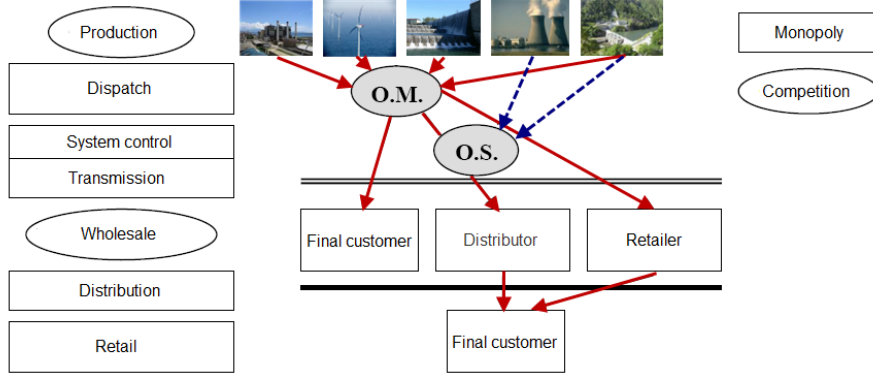 Production
Monopoly
Dispatch
O.M.
Competition
System control
O.S.
Transmission
Wholesale
Final customer
Distributor
Retailer
Distribution
Retail
Final customer